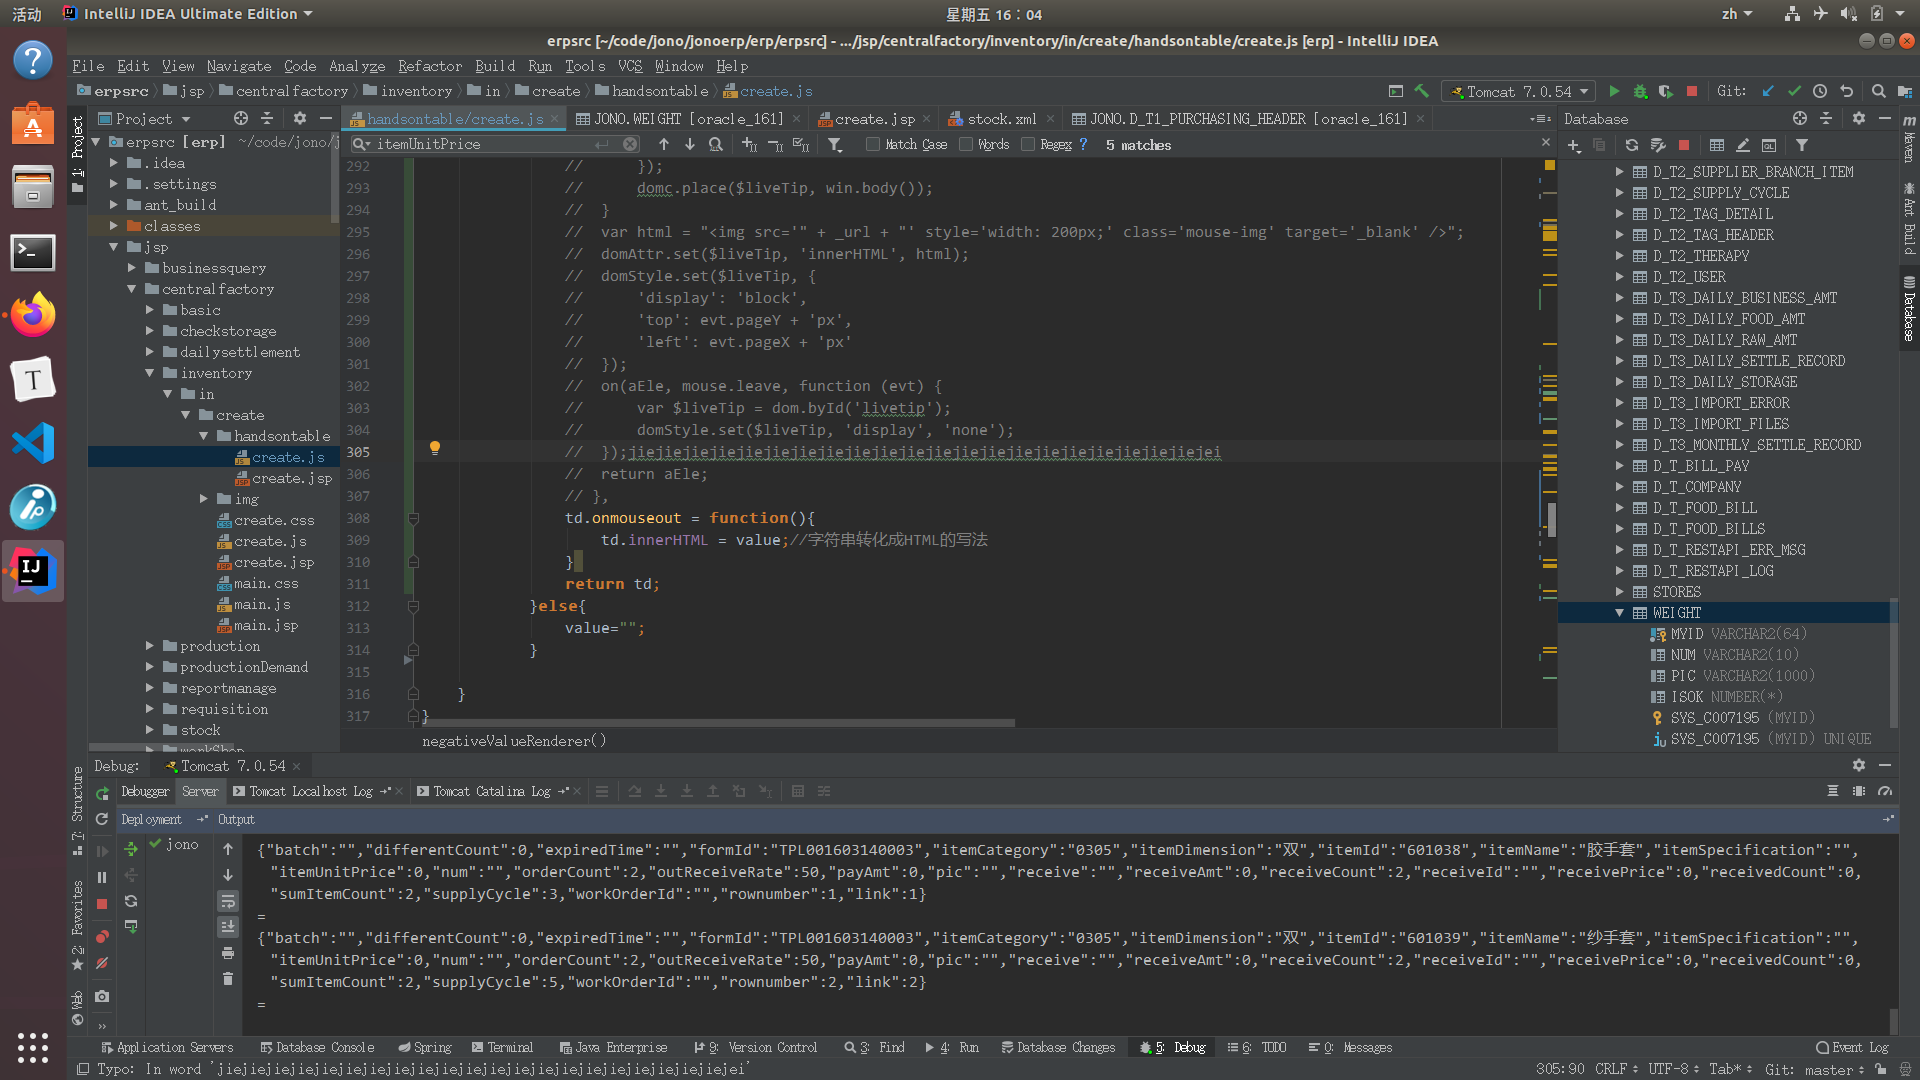 活动 IntelliJ IDEA Ultimate Edition 星期五 16：04 zh
erpsrc [~/code/jono/jonoerp/erp/erpsrc] - .../jsp/centralfactory/inventory/in/create/handsontable/create.js [erp] - IntelliJ IDEA
File Edit View Navigate Code Analyze Refactor Build Run Tools VCS Window Help
erpsrc jsp centralfactory inventory in create handsontable create.js Tomcat 7.0.54 Git:
Project
handsontable/create.js JONO.WEIGHT [oracle_161] create.jsp stock.xml JONO.D_T1_PURCHASING_HEADER [oracle_161]
Database
itemUnitPrice Match Case Words Regex ? 5 matches
1: Project
7: Structure
2: Favorites
Web
Maven
Ant Build
Database
erpsrc [erp] ~/code/jono/j
.idea
.settings
ant_build
classes
jsp
businessquery
centralfactory
basic
checkstorage
dailysettlement
inventory
in
create
handsontable
create.js
create.jsp
img
create.css
create.js
create.jsp
main.css
main.js
main.jsp
production
productionDemand
reportmanage
requisition
stock
workShop
292 // });
293 // domc.place($liveTip, win.body());
294 // }
295 // var html = "<img src='" + _url + "' style='width: 200px;' class='mouse-img' target='_blank' />";
296 // domAttr.set($liveTip, 'innerHTML', html);
297 // domStyle.set($liveTip, {
298 // 'display': 'block',
299 // 'top': evt.pageY + 'px',
300 // 'left': evt.pageX + 'px'
301 // });
302 // on(aEle, mouse.leave, function (evt) {
303 // var $liveTip = dom.byId('livetip');
304 // domStyle.set($liveTip, 'display', 'none');
305 // });jiejiejiejiejiejiejiejiejiejiejiejiejiejiejiejiejiejiejiejiejiejei
306 // return aEle;
307 // },
308 td.onmouseout = function(){
309 td.innerHTML = value;//字符串转化成HTML的写法
310 }
311 return td;
312 }else{
313 value="";
314 }
315
316 }
317 }
negativeValueRenderer()
D_T2_SUPPLIER_BRANCH_ITEM
D_T2_SUPPLY_CYCLE
D_T2_TAG_DETAIL
D_T2_TAG_HEADER
D_T2_THERAPY
D_T2_USER
D_T3_DAILY_BUSINESS_AMT
D_T3_DAILY_FOOD_AMT
D_T3_DAILY_RAW_AMT
D_T3_DAILY_SETTLE_RECORD
D_T3_DAILY_STORAGE
D_T3_IMPORT_ERROR
D_T3_IMPORT_FILES
D_T3_MONTHLY_SETTLE_RECORD
D_T_BILL_PAY
D_T_COMPANY
D_T_FOOD_BILL
D_T_FOOD_BILLS
D_T_RESTAPI_ERR_MSG
D_T_RESTAPI_LOG
STORES
WEIGHT
MYID VARCHAR2(64)
NUM VARCHAR2(10)
PIC VARCHAR2(1000)
ISOK NUMBER(*)
SYS_C007195 (MYID)
SYS_C007195 (MYID) UNIQUE
Debug: Tomcat 7.0.54
Debugger Server Tomcat Localhost Log Tomcat Catalina Log
Deployment Output
jono
{"batch":"","differentCount":0,"expiredTime":"","formId":"TPL001603140003","itemCategory":"0305","itemDimension":"双","itemId":"601038","itemName":"胶手套","itemSpecification":"",
"itemUnitPrice":0,"num":"","orderCount":2,"outReceiveRate":50,"payAmt":0,"pic":"","receive":"","receiveAmt":0,"receiveCount":2,"receiveId":"","receivePrice":0,"receivedCount":0,
"sumItemCount":2,"supplyCycle":3,"workOrderId":"","rownumber":1,"link":1}
=
{"batch":"","differentCount":0,"expiredTime":"","formId":"TPL001603140003","itemCategory":"0305","itemDimension":"双","itemId":"601039","itemName":"纱手套","itemSpecification":"",
"itemUnitPrice":0,"num":"","orderCount":2,"outReceiveRate":50,"payAmt":0,"pic":"","receive":"","receiveAmt":0,"receiveCount":2,"receiveId":"","receivePrice":0,"receivedCount":0,
"sumItemCount":2,"supplyCycle":5,"workOrderId":"","rownumber":2,"link":2}
=
Application Servers Database Console Spring Terminal Java Enterprise 9: Version Control 3: Find 4: Run Database Changes 5: Debug 6: TODO 0: Messages Event Log
Typo: In word 'jiejiejiejiejiejiejiejiejiejiejiejiejiejiejiejiejiejiejiejiejiejei' 305:90 CRLF UTF-8 Tab* Git: master